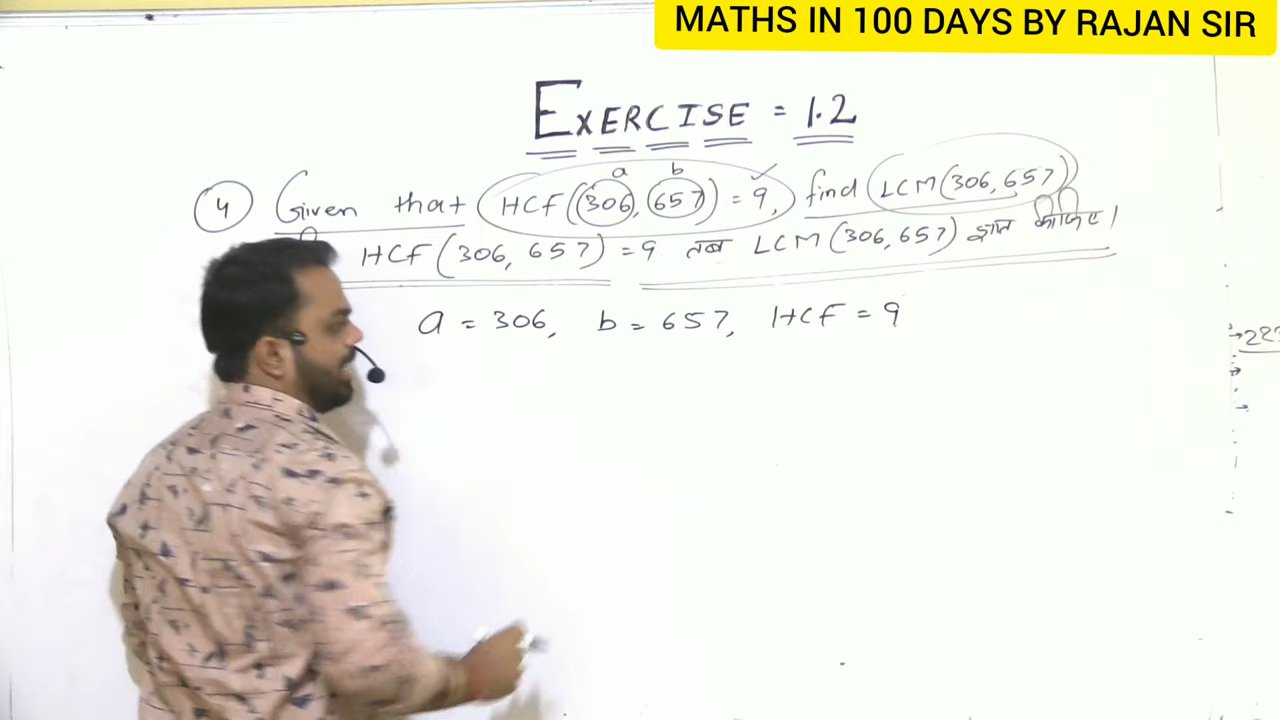 MATHS IN 100 DAYS BY RAJAN SIR
EXERCISE = 1.2
a b
④ Given that HCF(306, 657) = 9, find LCM(306, 657)
HCF (306, 657) = 9 तब LCM (306, 657) ज्ञात कीजिए।
a = 306, b = 657, HCF = 9